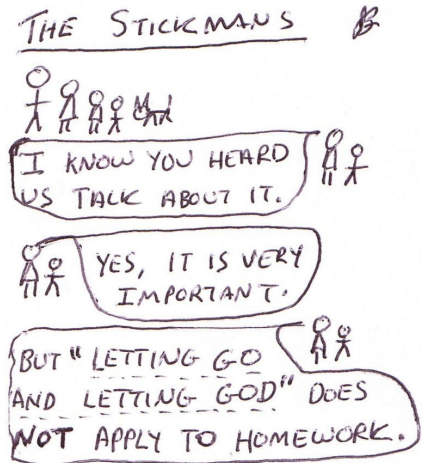 THE STICKMANS
I KNOW YOU HEARD
US TALK ABOUT IT.
YES, IT IS VERY
IMPORTANT.
BUT "LETTING GO
AND LETTING GOD" DOES
NOT APPLY TO HOMEWORK.